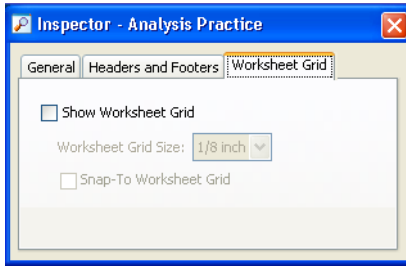 Inspector - Analysis Practice
General Headers and Footers Worksheet Grid
Show Worksheet Grid
Worksheet Grid Size: 1/8 inch
Snap-To Worksheet Grid